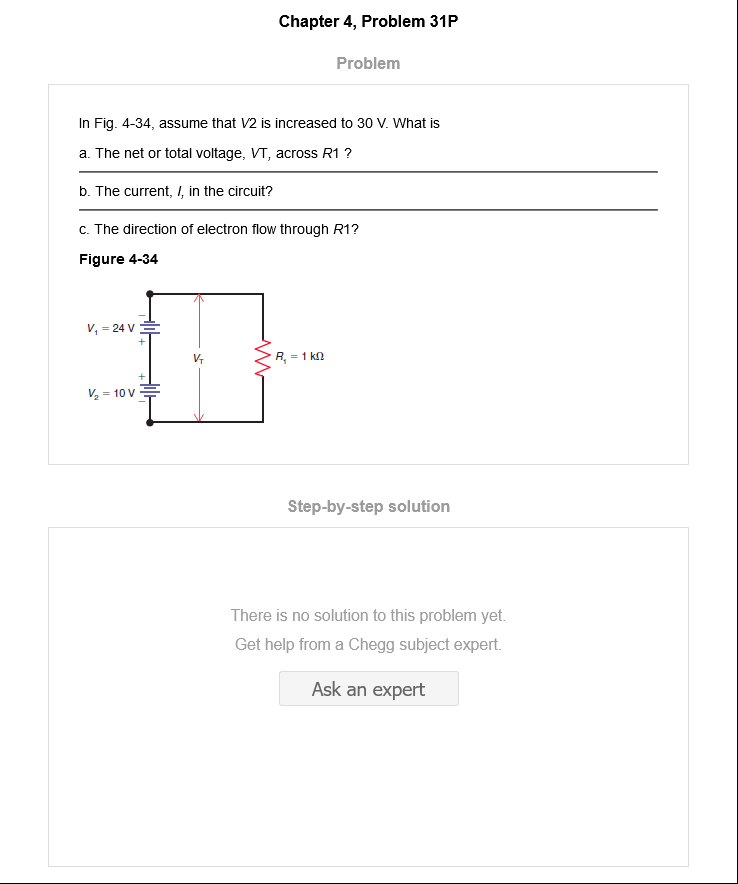 Chapter 4, Problem 31P
Problem
In Fig. 4-34, assume that V2 is increased to 30 V. What is
a. The net or total voltage, VT, across R1 ?
b. The current, I, in the circuit?
c. The direction of electron flow through R1?
Figure 4-34
−
V₁ = 24 V
+
V_T
R₁ = 1 kΩ
+
V₂ = 10 V
−
Step-by-step solution
There is no solution to this problem yet.
Get help from a Chegg subject expert.
Ask an expert